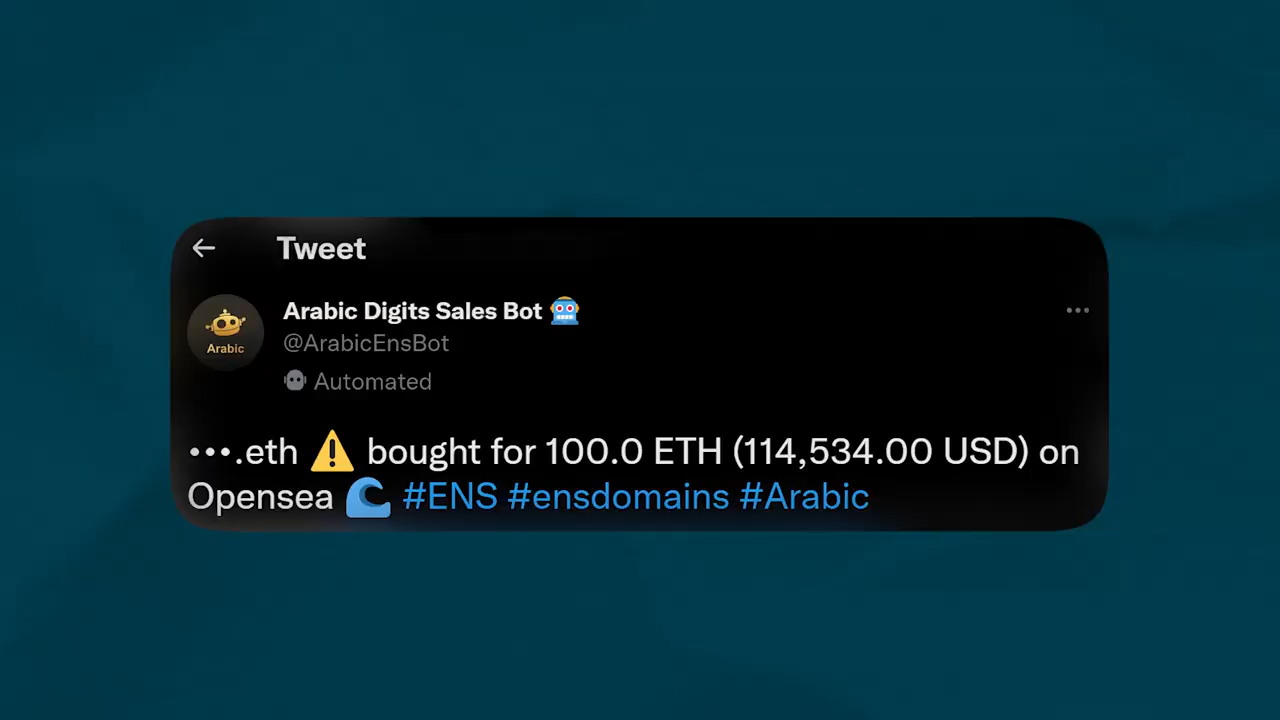 ← Tweet
Arabic
Arabic Digits Sales Bot 🤖
@ArabicEnsBot
Automated
٠٠٠.eth ⚠️ bought for 100.0 ETH (114,534.00 USD) on
Opensea 🌊 #ENS #ensdomains #Arabic